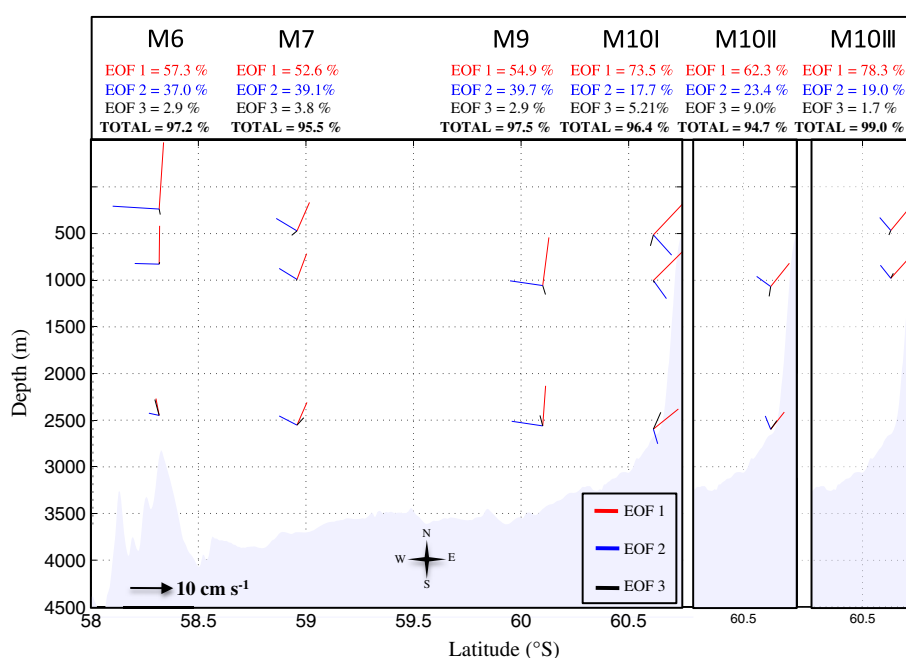 M6 M7 M9 M10I M10II M10III
EOF 1 = 57.3 % EOF 1 = 52.6 % EOF 1 = 54.9 % EOF 1 = 73.5 % EOF 1 = 62.3 % EOF 1 = 78.3 %
EOF 2 = 37.0 % EOF 2 = 39.1% EOF 2 = 39.7 % EOF 2 = 17.7 % EOF 2 = 23.4 % EOF 2 = 19.0 %
EOF 3 = 2.9 % EOF 3 = 3.8 % EOF 3 = 2.9 % EOF 3 = 5.21 % EOF 3 = 9.0% EOF 3 = 1.7 %
TOTAL = 97.2 % TOTAL = 95.5 % TOTAL = 97.5 % TOTAL = 96.4 % TOTAL = 94.7 % TOTAL = 99.0 %
500
1000
1500
2000
2500
3000
3500
4000
4500
Depth (m)
EOF 1
EOF 2
EOF 3
N
W E
S
10 cm s-1
58 58.5 59 59.5 60 60.5 60.5 60.5
Latitude (°S)